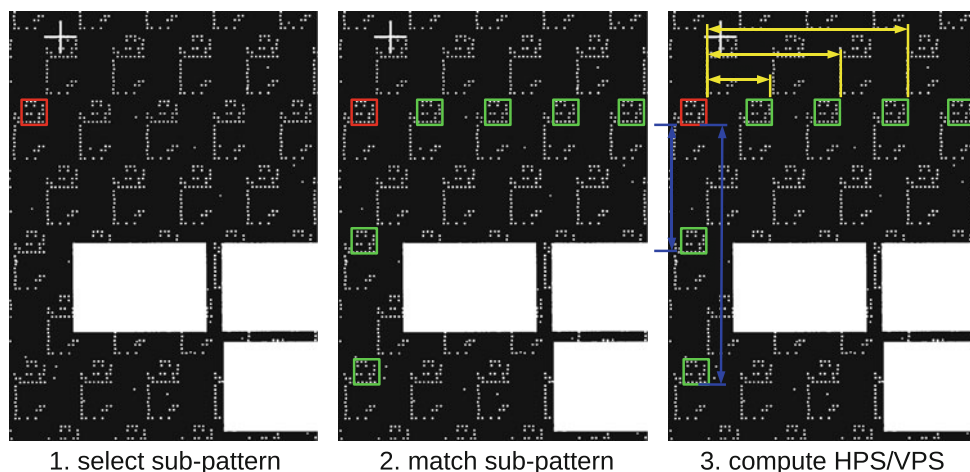 1. select sub-pattern
2. match sub-pattern
3. compute HPS/VPS